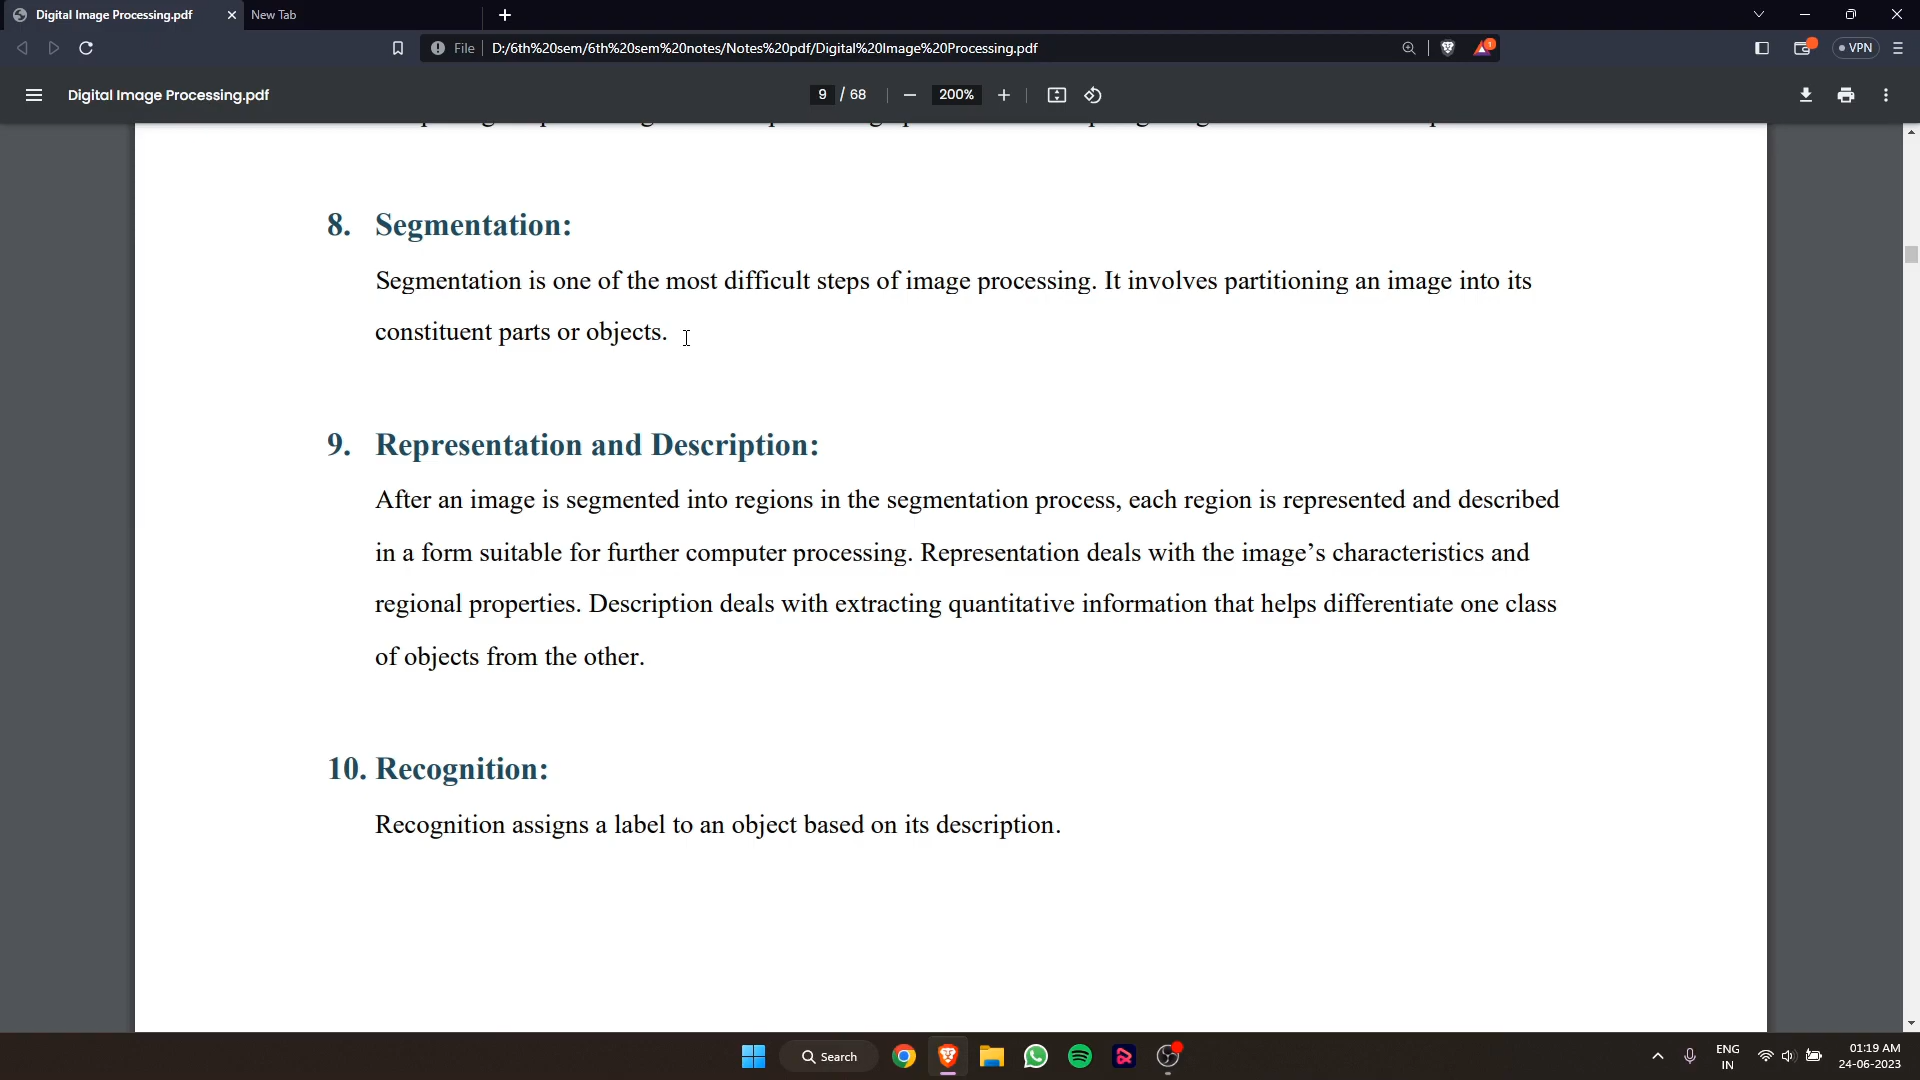 Digital Image Processing.pdf
New Tab
File
D:/6th%20sem/6th%20sem%20notes/Notes%20pdf/Digital%20Image%20Processing.pdf
1
VPN
Digital Image Processing.pdf
9 / 68
200%
8. Segmentation:
Segmentation is one of the most difficult steps of image processing. It involves partitioning an image into its
constituent parts or objects.
9. Representation and Description:
After an image is segmented into regions in the segmentation process, each region is represented and described
in a form suitable for further computer processing. Representation deals with the image’s characteristics and
regional properties. Description deals with extracting quantitative information that helps differentiate one class
of objects from the other.
10. Recognition:
Recognition assigns a label to an object based on its description.
Search
ENG
IN
01:19 AM
24-06-2023